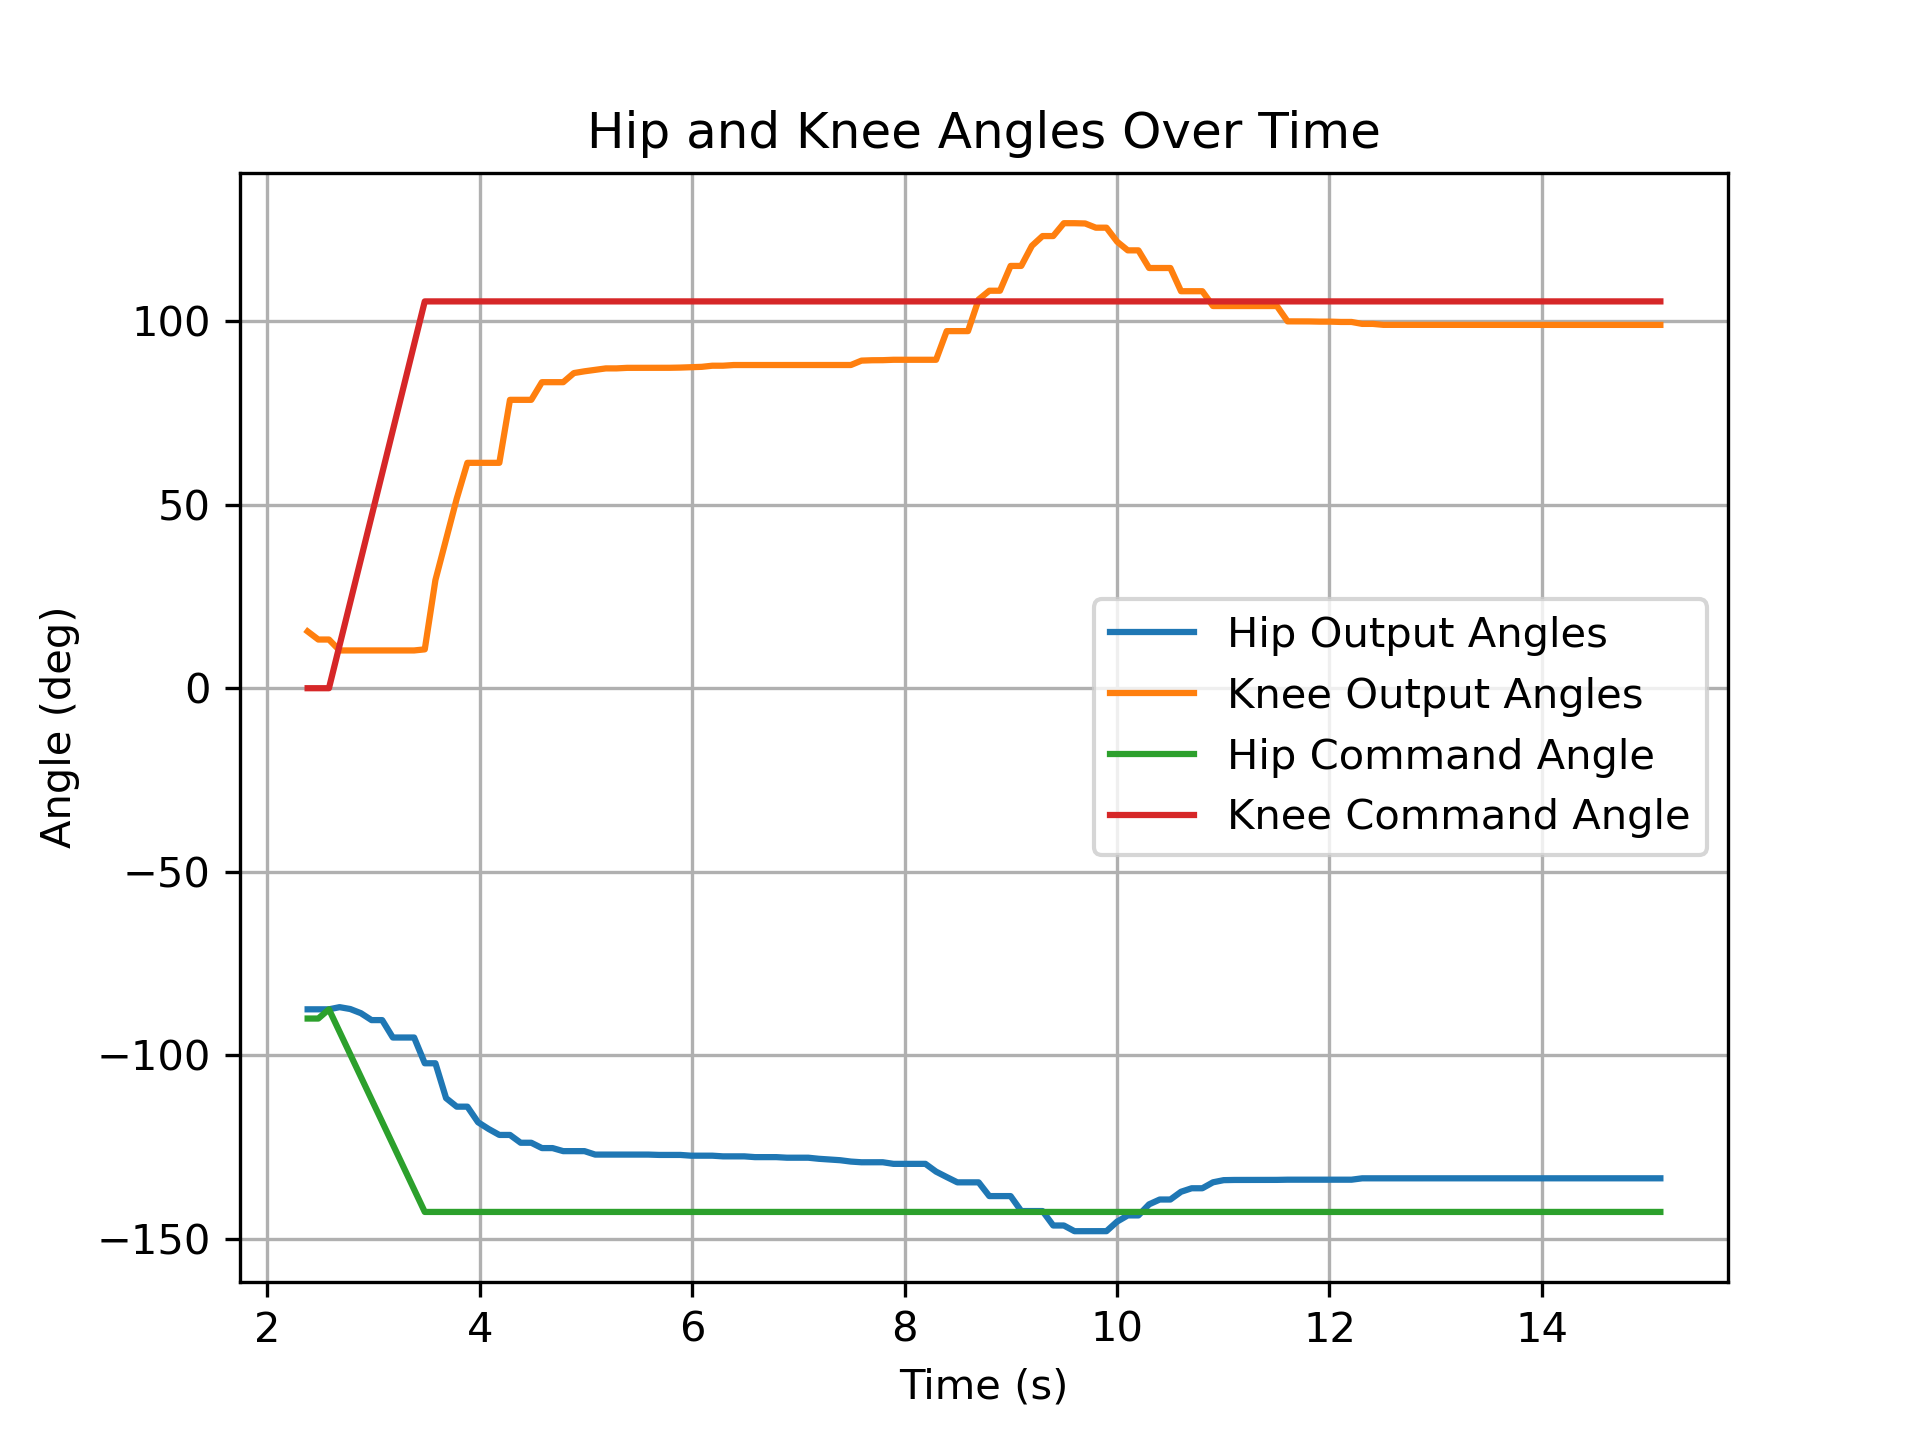 Hip and Knee Angles Over Time
Angle (deg)
100
50
0
−50
−100
−150
Hip Output Angles
Knee Output Angles
Hip Command Angle
Knee Command Angle
2 4 6 8 10 12 14
Time (s)